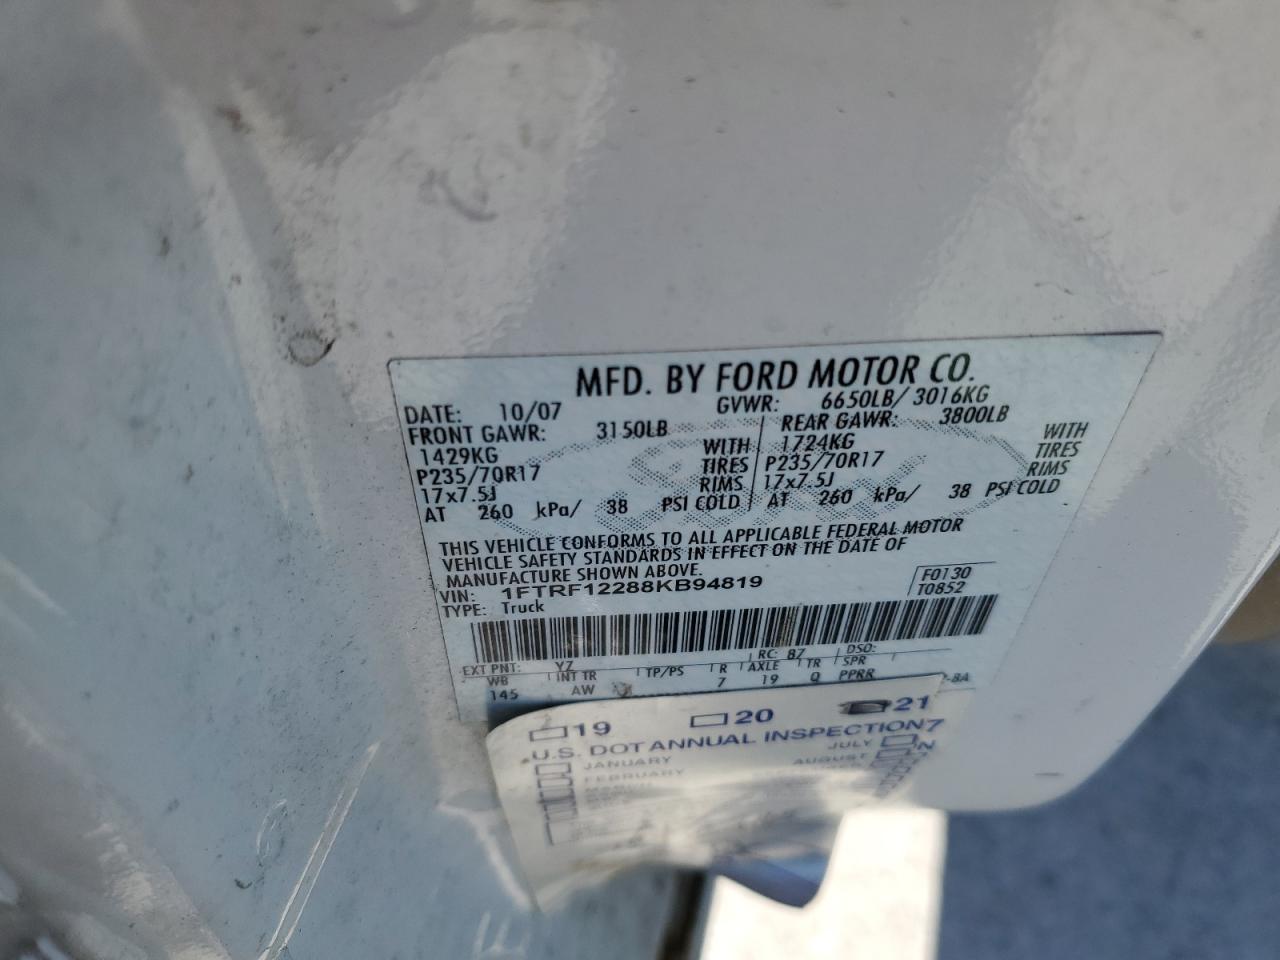 MFD. BY FORD MOTOR CO.
DATE: 10/07 GVWR: 6650LB/ 3016KG
FRONT GAWR: 3150LB REAR GAWR: 3800LB
1429KG WITH 1724KG WITH
P235/70R17 TIRES P235/70R17 TIRES
17x7.5J RIMS 17x7.5J RIMS
AT 260 kPa/ 38 PSI COLD AT 260 kPa/ 38 PSI COLD
THIS VEHICLE CONFORMS TO ALL APPLICABLE FEDERAL MOTOR
VEHICLE SAFETY STANDARDS IN EFFECT ON THE DATE OF
MANUFACTURE SHOWN ABOVE.
VIN: 1FTRF12288KB94819 F0130
TYPE: Truck T0852
EXT PNT: YZ RC: 87 DSO:
WB INT TR TP/PS R AXLE TR SPR
145 AW 7 19 Q PPRR -8A
19 20 21
U.S. DOT ANNUAL INSPECTION
JANUARY JULY
FEBRUARY AUGUST